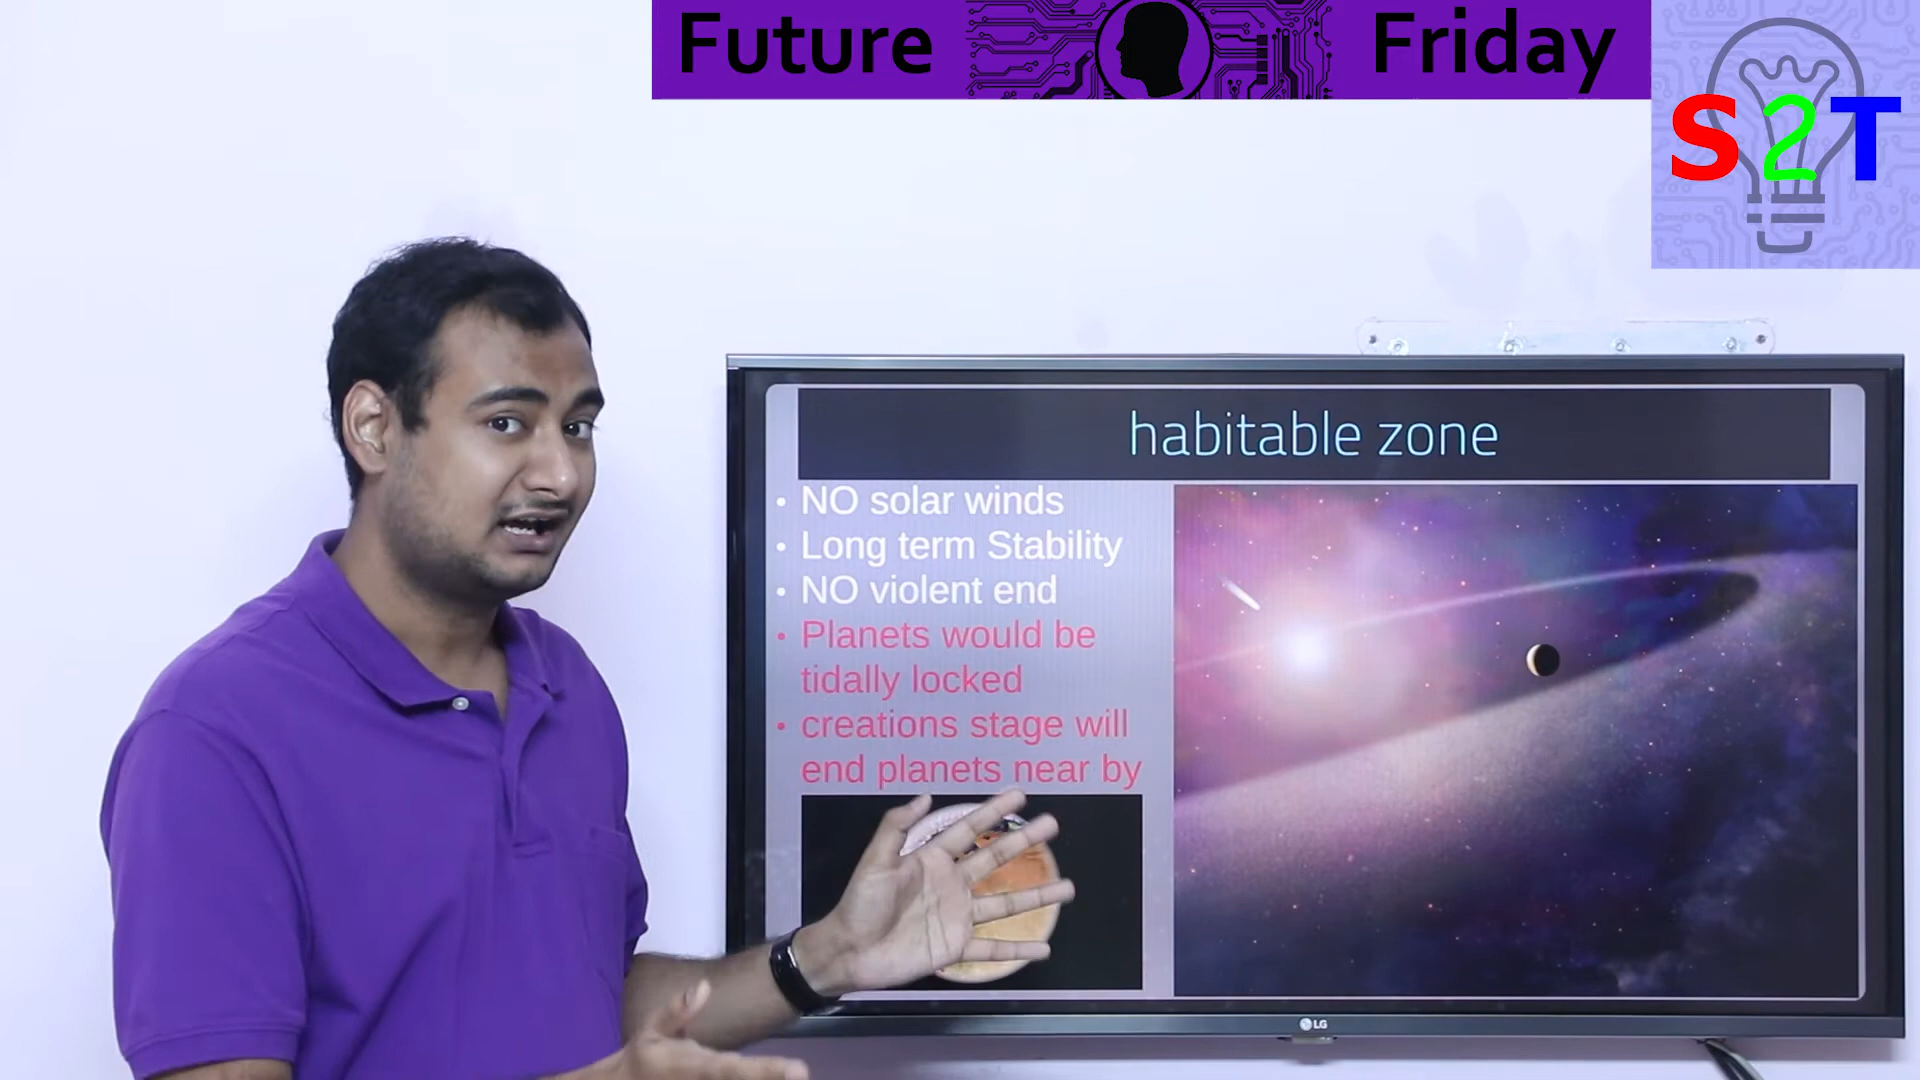 Future Friday
S2T
habitable zone
• NO solar winds
• Long term Stability
• NO violent end
• Planets would be
tidally locked
• creations stage will
end planets near by
LG